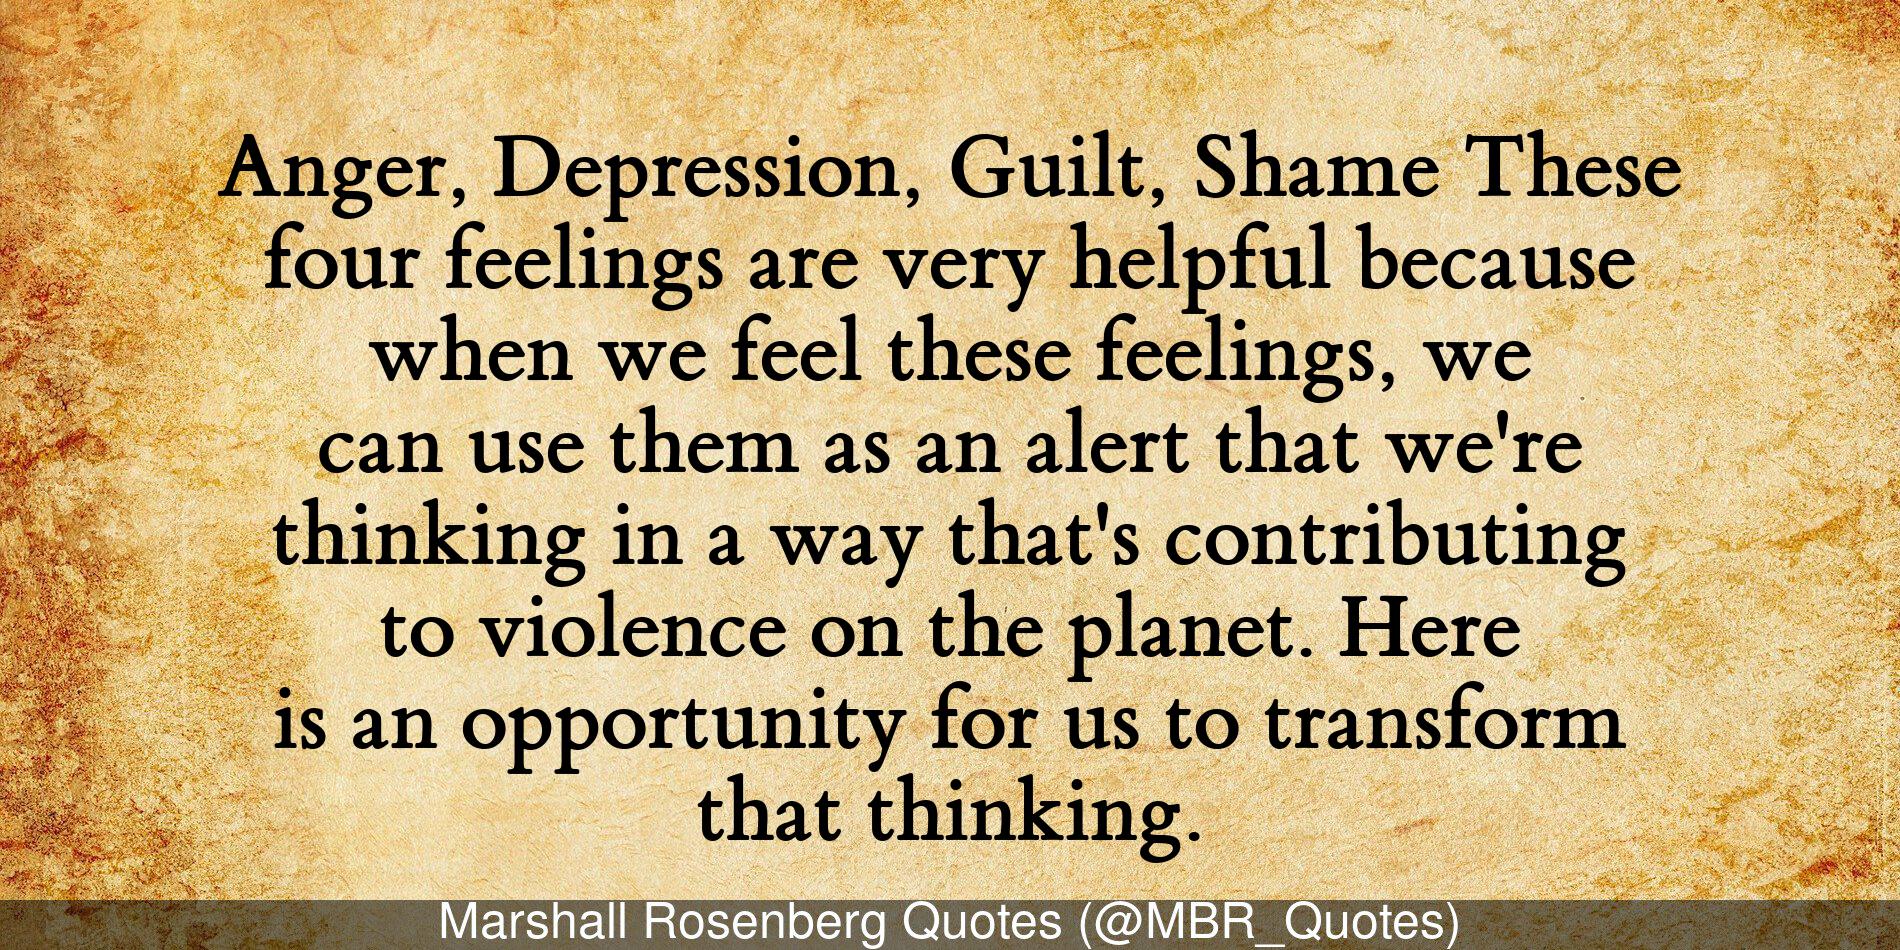 Anger, Depression, Guilt, Shame These
four feelings are very helpful because
when we feel these feelings, we
can use them as an alert that we're
thinking in a way that's contributing
to violence on the planet. Here
is an opportunity for us to transform
that thinking.
Marshall Rosenberg Quotes (@MBR_Quotes)